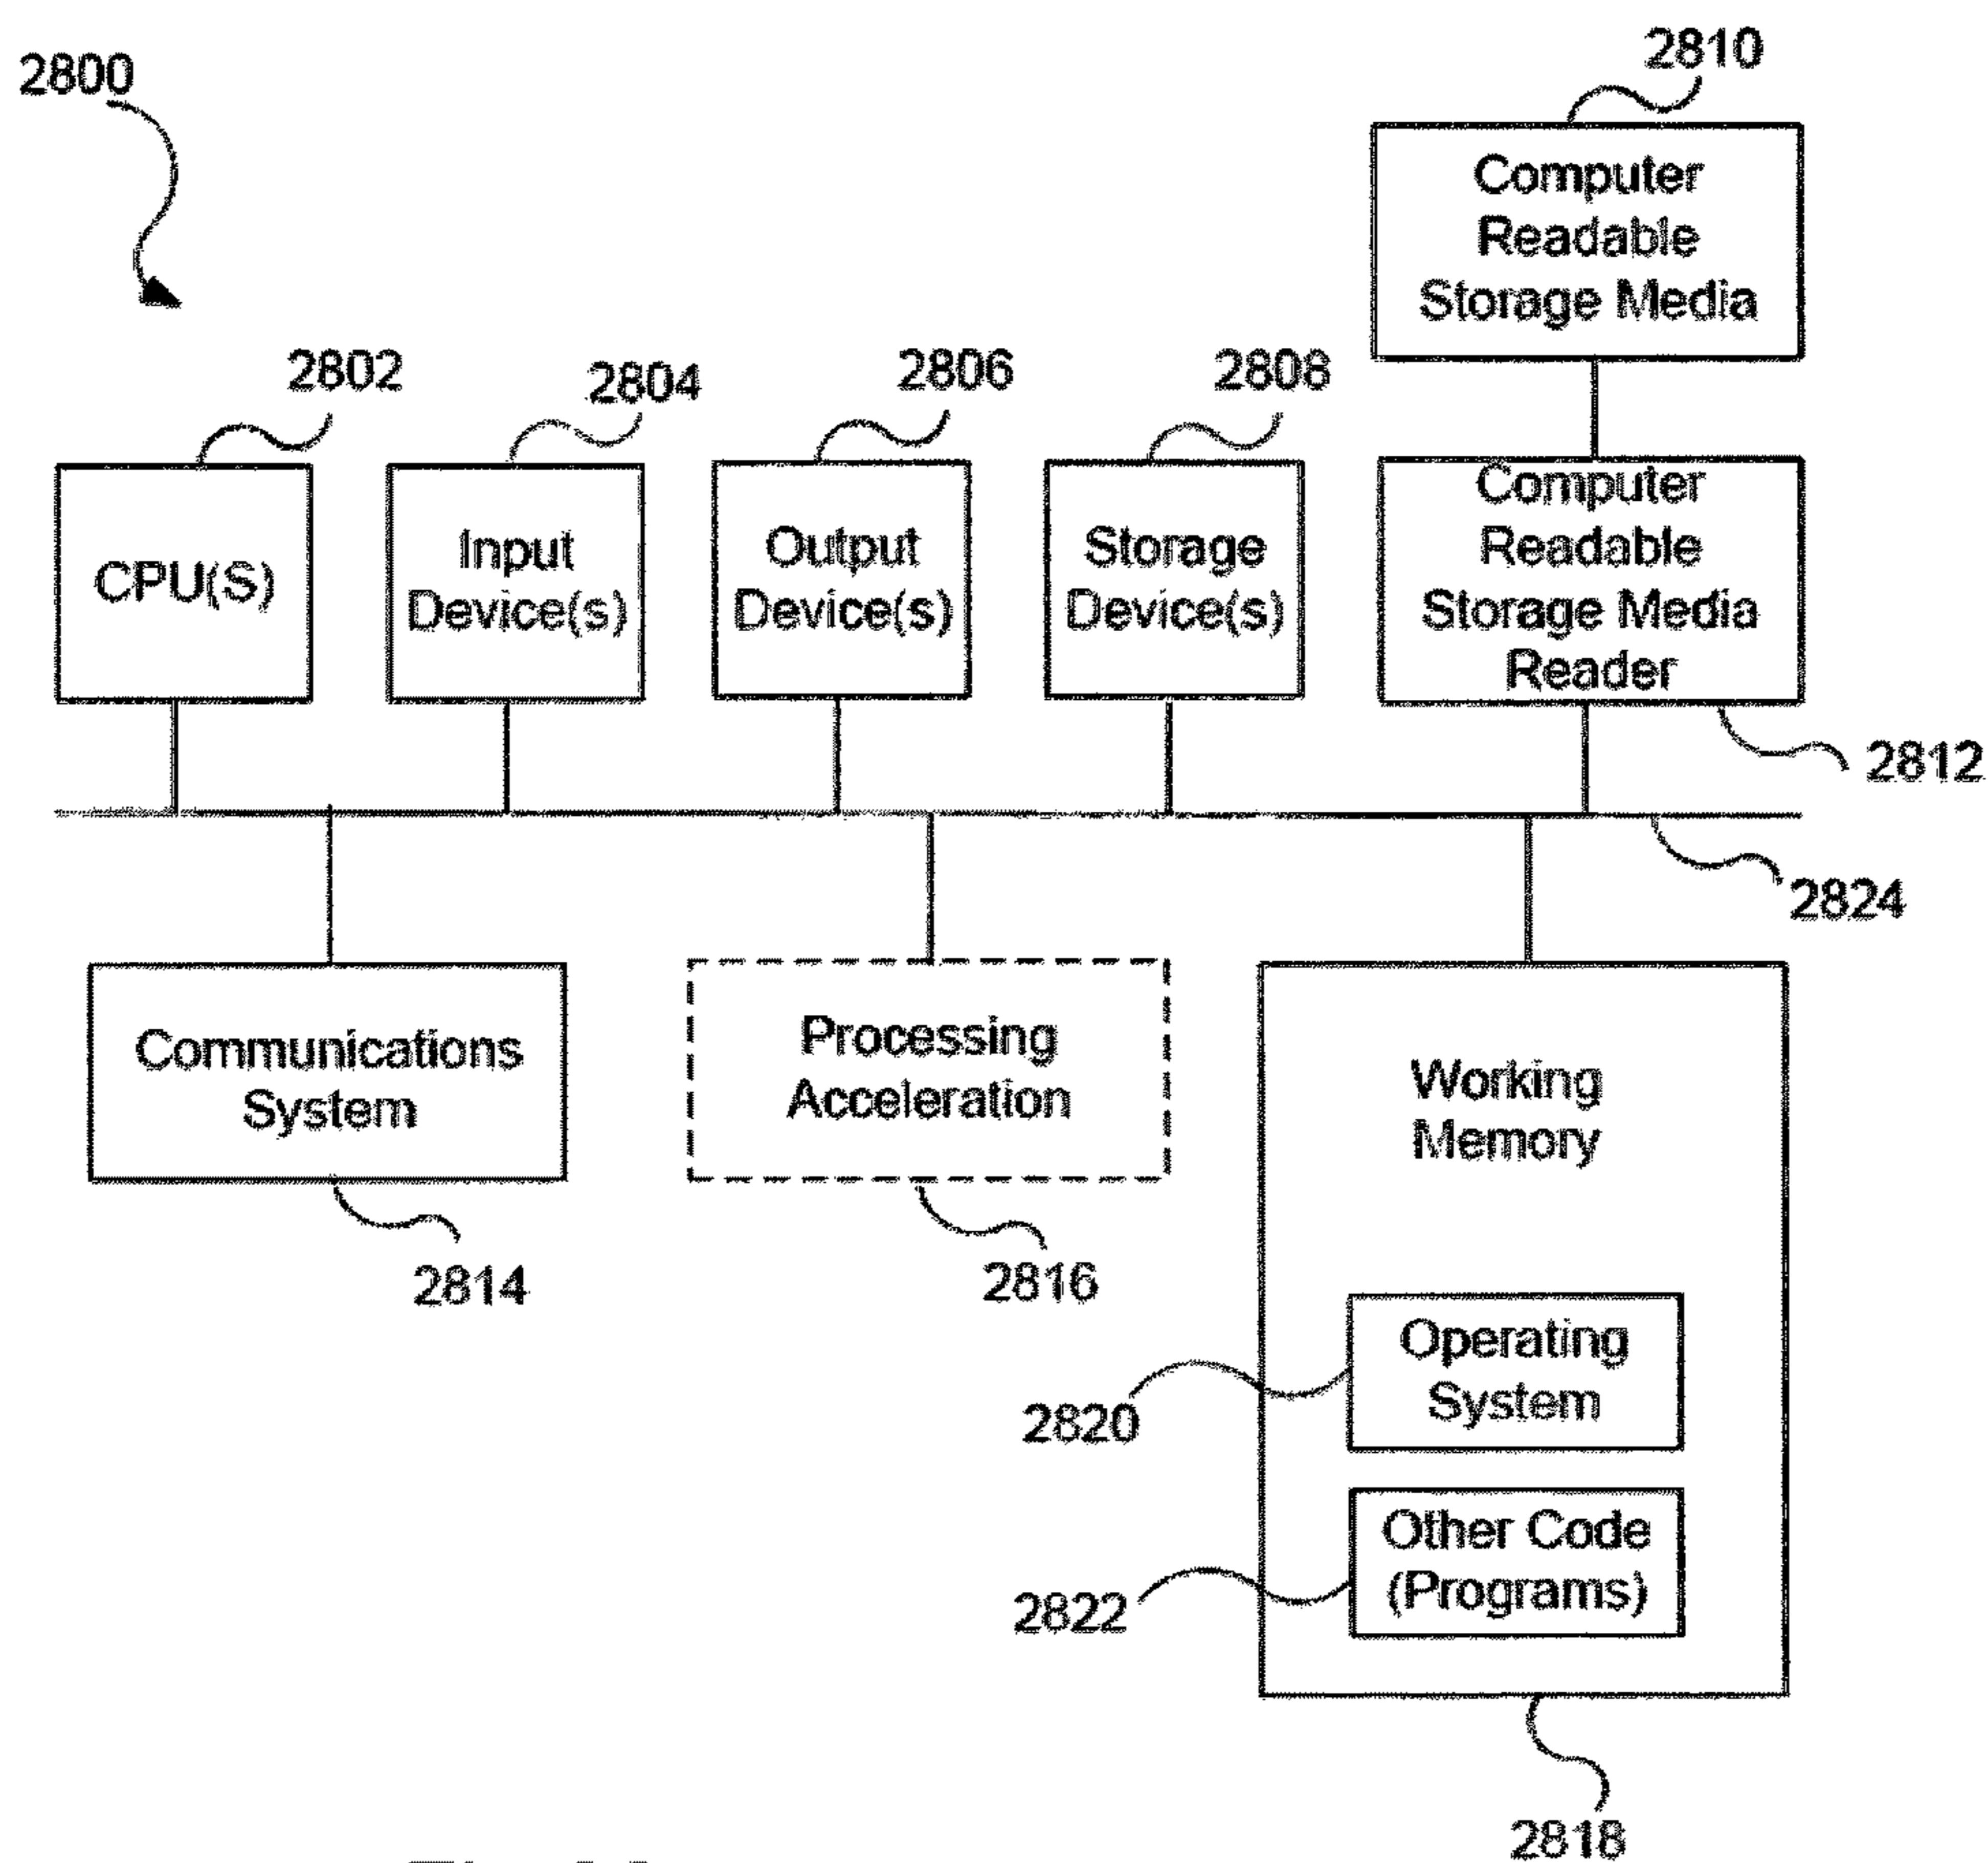 2800
2810
Computer
Readable
Storage Media
2802
2804
2806
2808
CPU(S)
Input
Device(s)
Output
Device(s)
Storage
Device(s)
Computer
Readable
Storage Media
Reader
2812
2824
Communications
System
2814
Processing
Acceleration
2816
Working
Memory
Operating
System
2820
Other Code
(Programs)
2822
2818